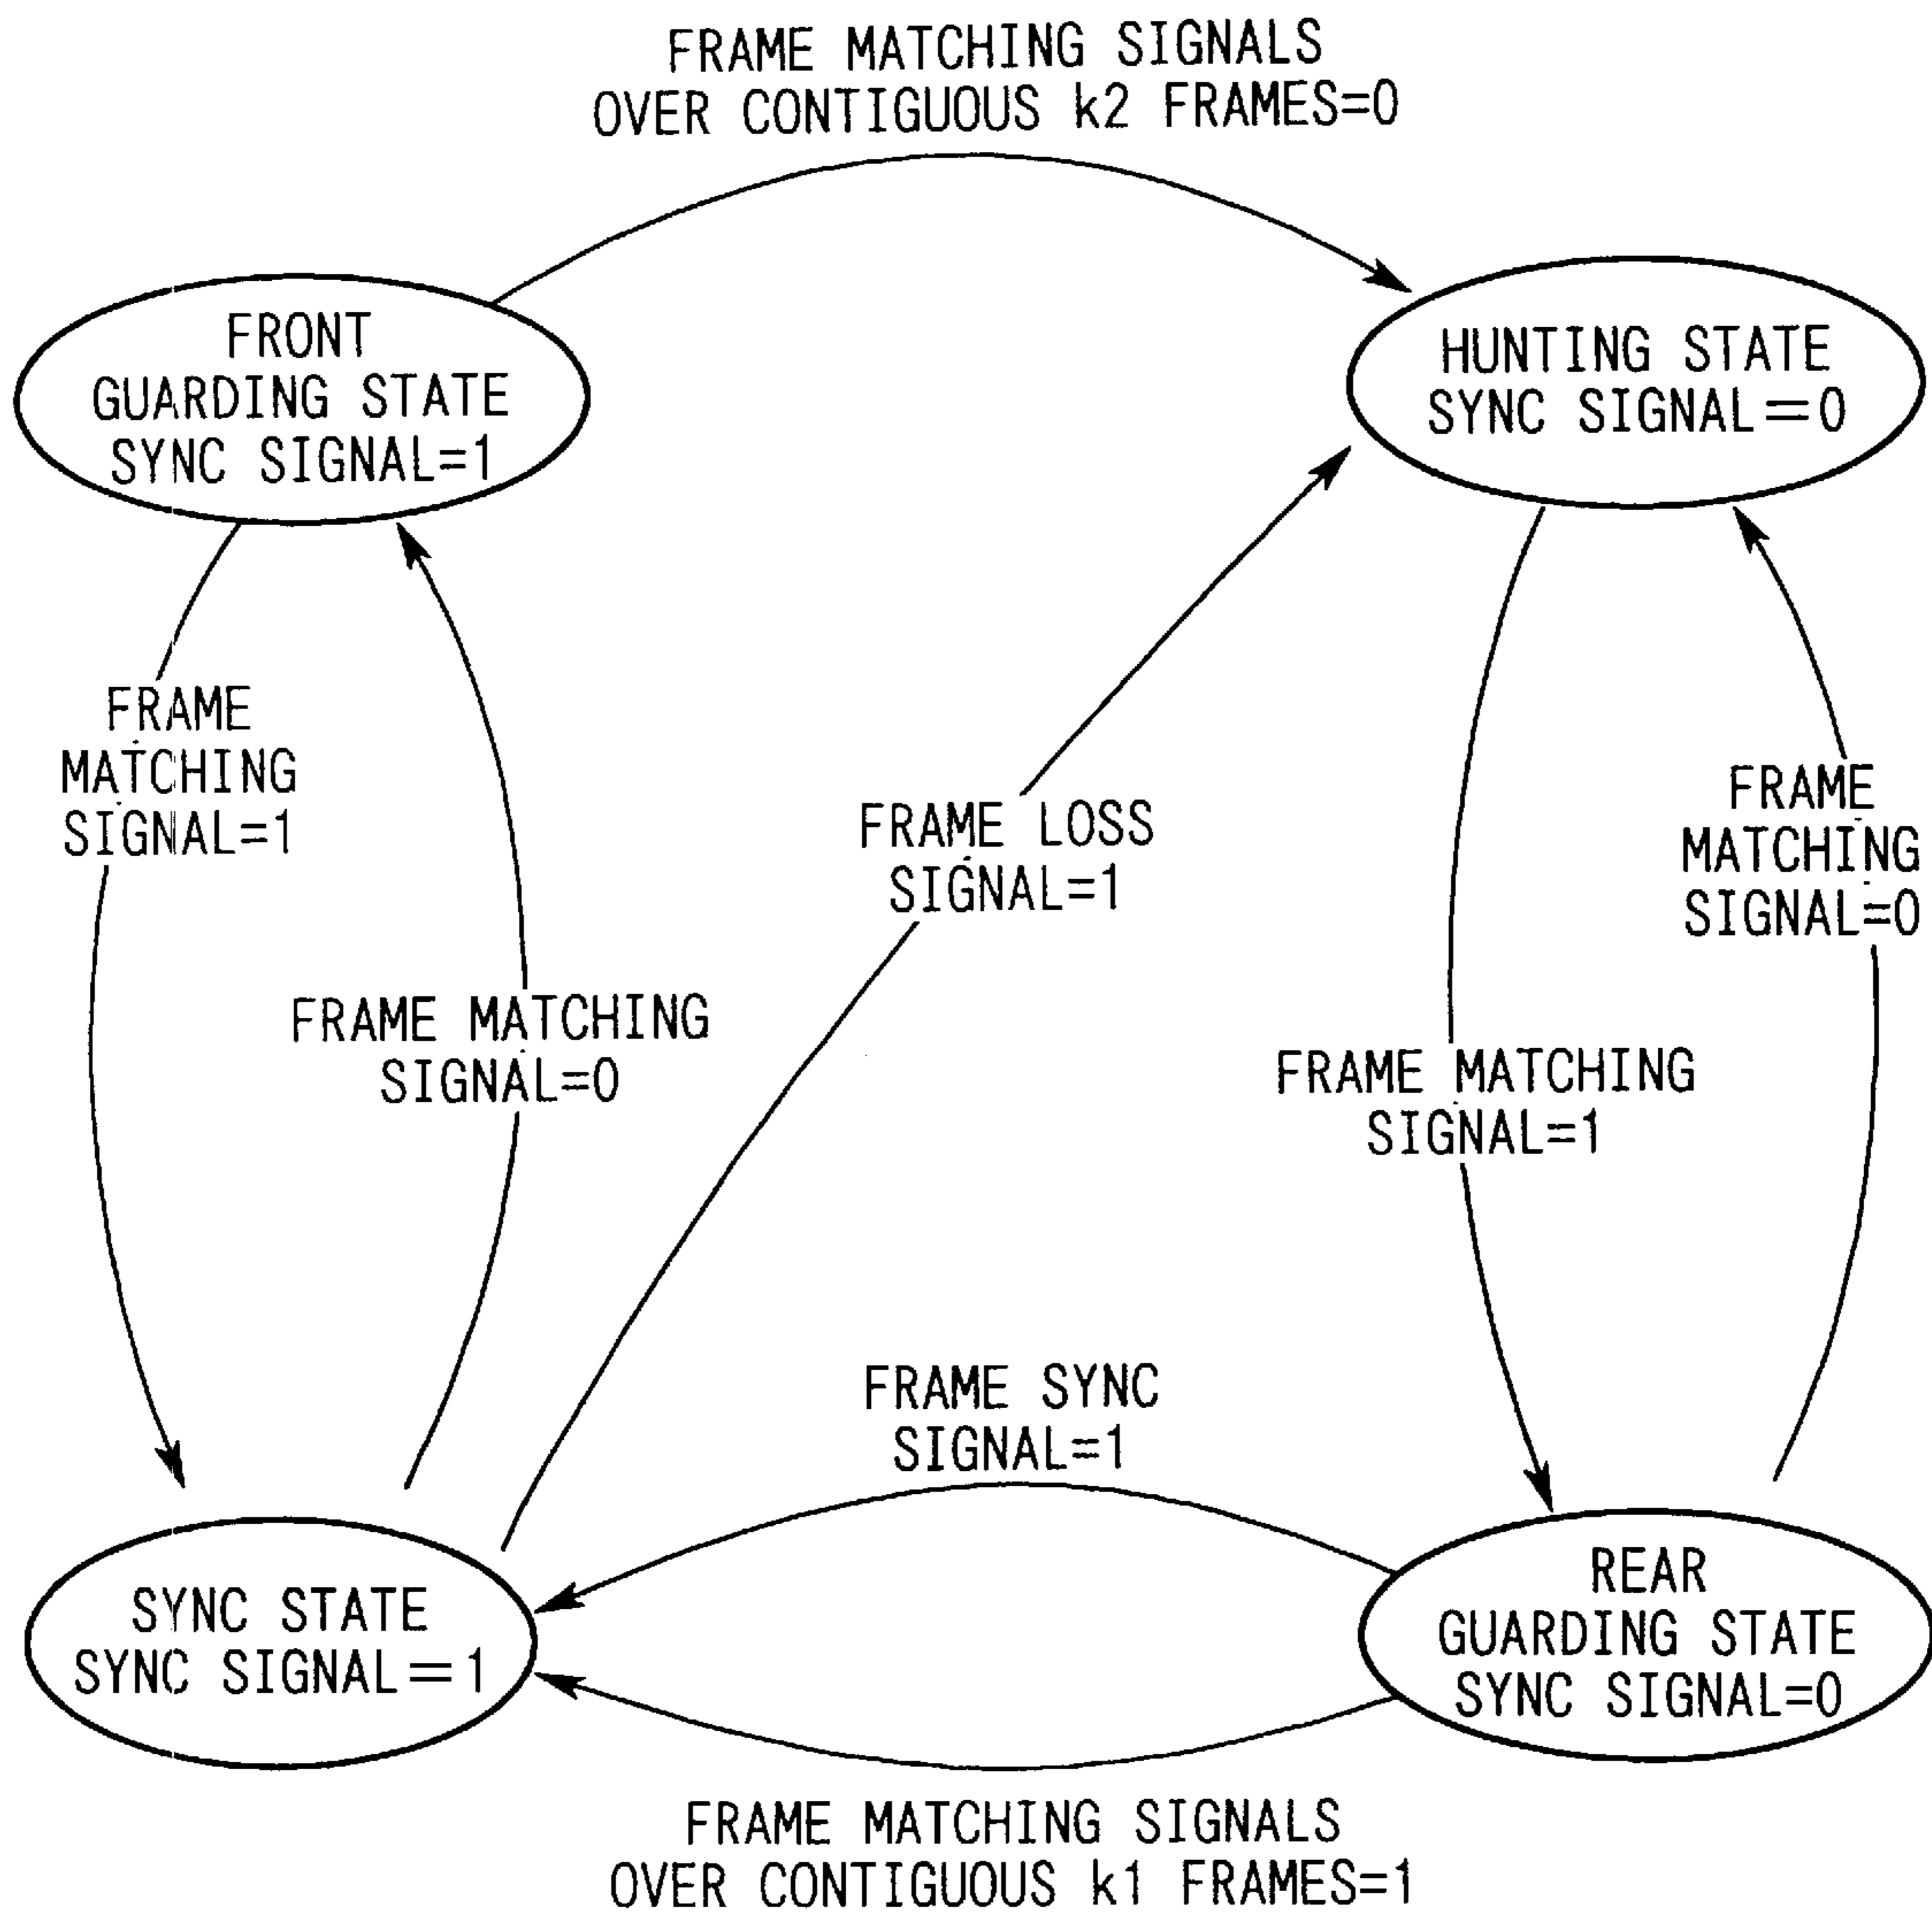 FRAME MATCHING SIGNALS
OVER CONTIGUOUS k2 FRAMES=0
FRONT
GUARDING STATE
SYNC SIGNAL=1
HUNTING STATE
SYNC SIGNAL=0
FRAME
MATCHING
SIGNAL=1
FRAME LOSS
SIGNAL=1
FRAME
MATCHING
SIGNAL=0
FRAME MATCHING
SIGNAL=0
FRAME MATCHING
SIGNAL=1
FRAME SYNC
SIGNAL=1
SYNC STATE
SYNC SIGNAL=1
REAR
GUARDING STATE
SYNC SIGNAL=0
FRAME MATCHING SIGNALS
OVER CONTIGUOUS k1 FRAMES=1